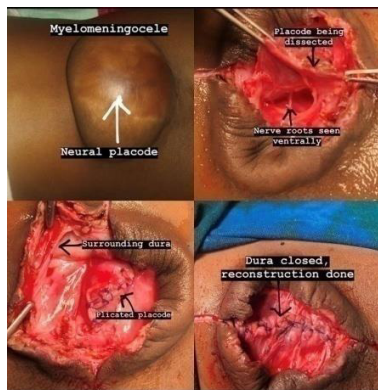 Myelomeningocele
Neural placode
Placode being
dissected
Nerve roots seen
ventrally
Surrounding dura
Plicated placode
Dura closed,
reconstruction done